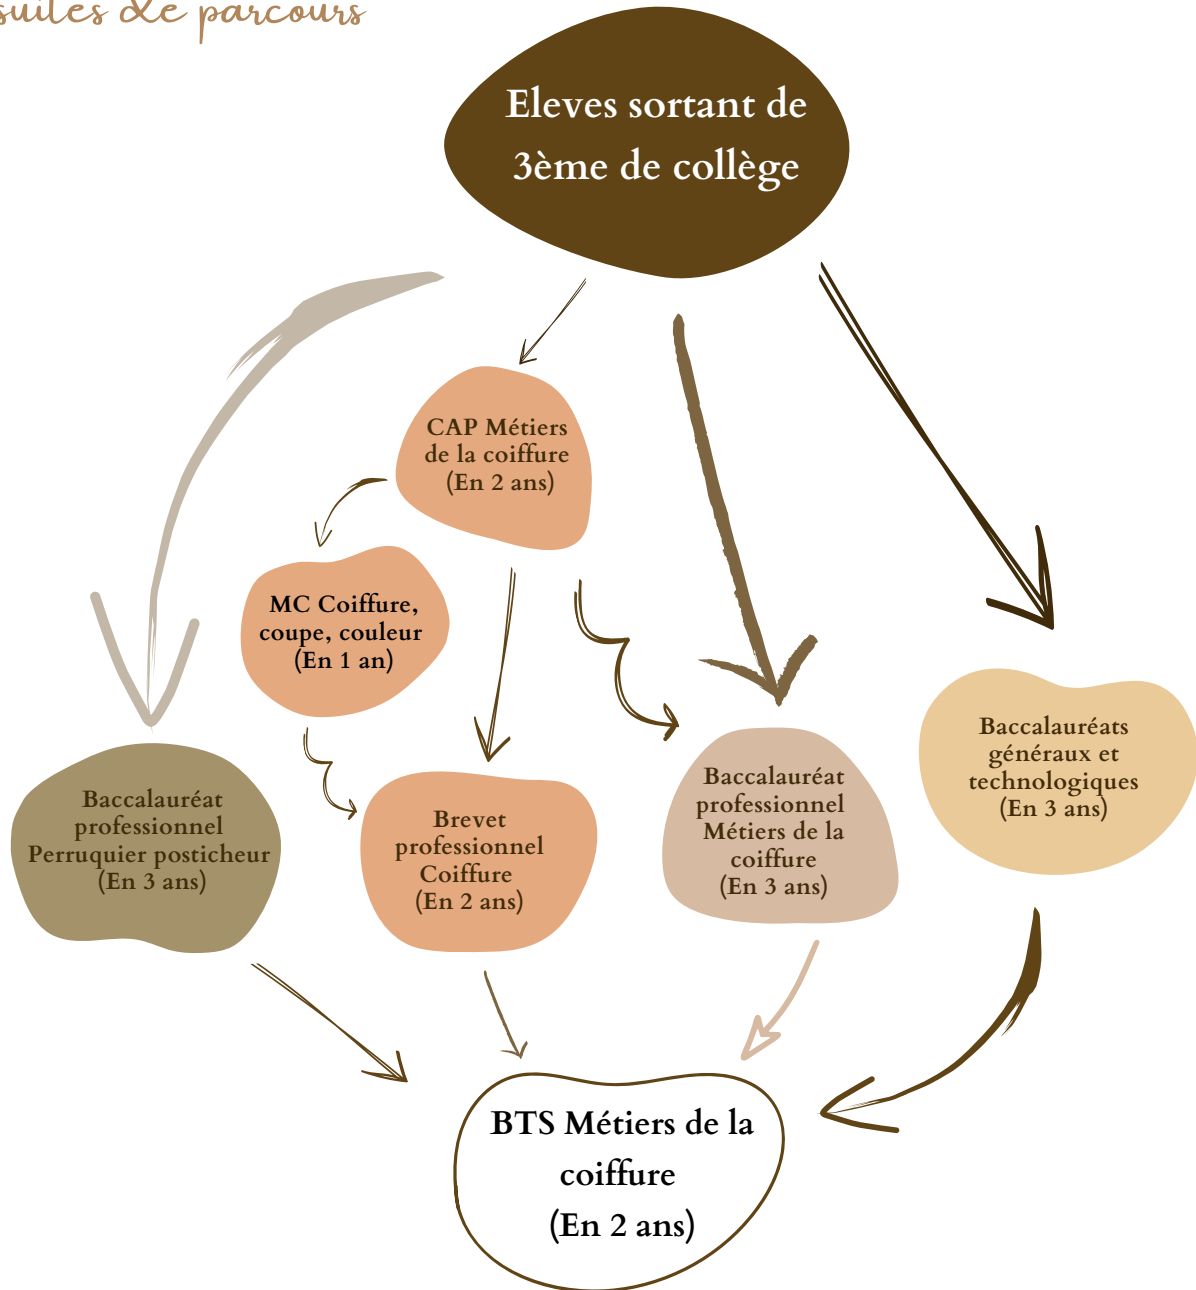 suites de parcours
Eleves sortant de
3ème de collège
CAP Métiers
de la coiffure
(En 2 ans)
MC Coiffure,
coupe, couleur
(En 1 an)
Baccalauréats
généraux et
technologiques
(En 3 ans)
Baccalauréat
professionnel
Perruquier posticheur
(En 3 ans)
Brevet
professionnel
Coiffure
(En 2 ans)
Baccalauréat
professionnel
Métiers de la
coiffure
(En 3 ans)
BTS Métiers de la
coiffure
(En 2 ans)